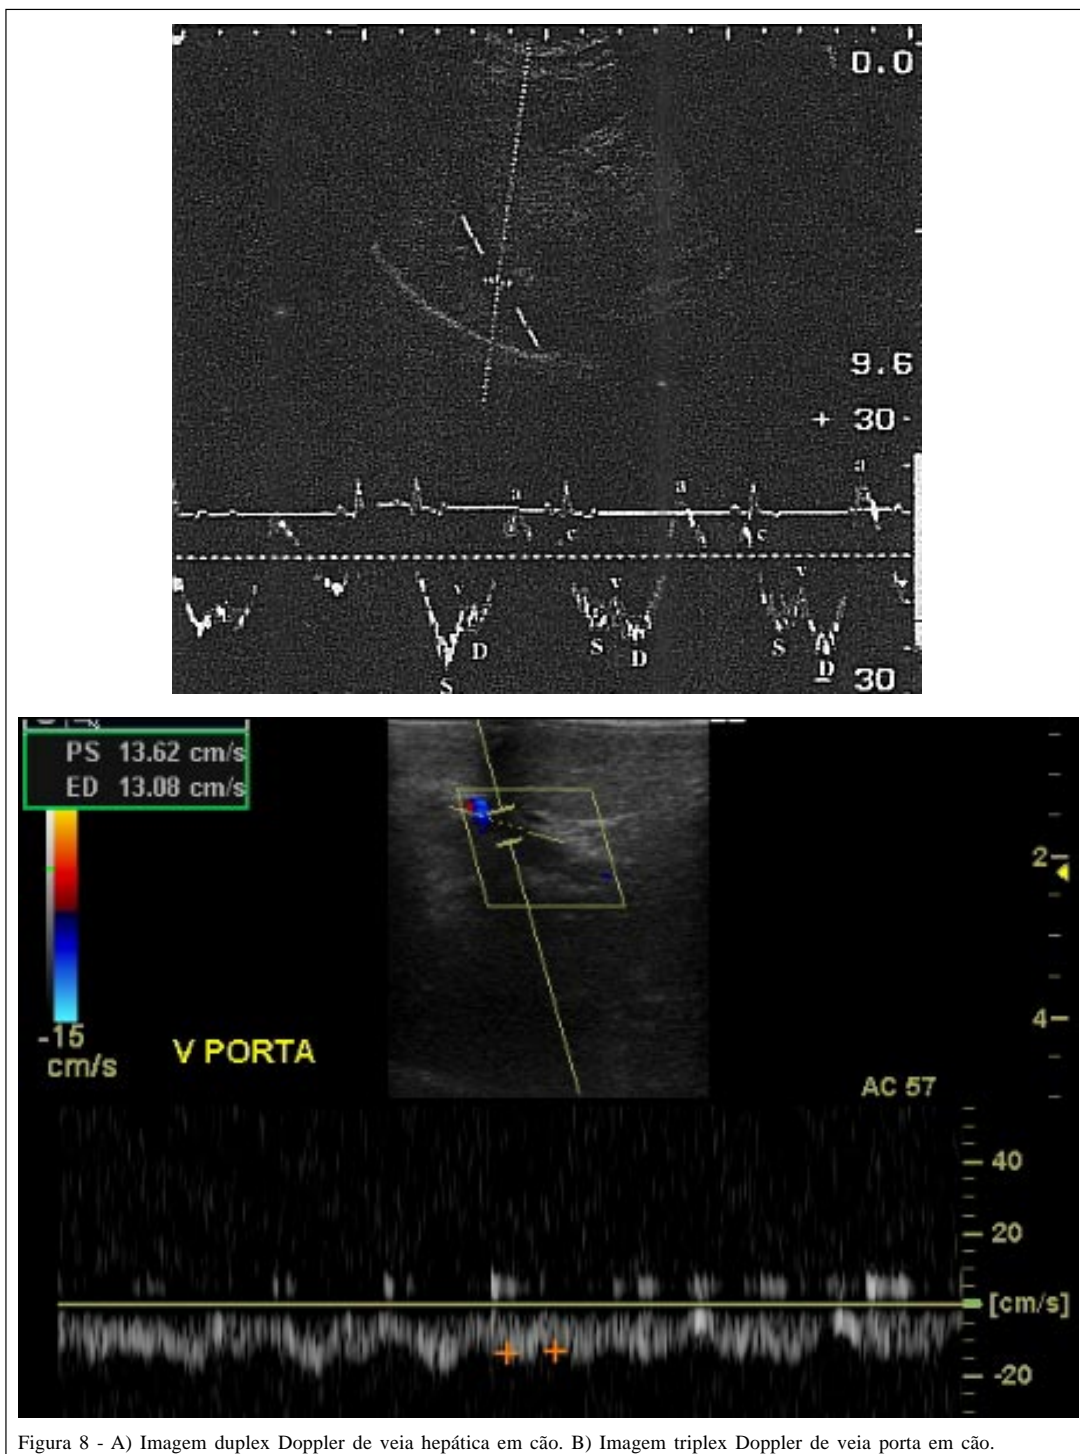 0.0
9.6
+ 30
a a a
c c
v v v
S D S D S D
30
PS 13.62 cm/s
ED 13.08 cm/s
2
-15
cm/s
V PORTA
4
AC 57
40
20
[cm/s]
-20
Figura 8 - A) Imagem duplex Doppler de veia hepática em cão. B) Imagem triplex Doppler de veia porta em cão.